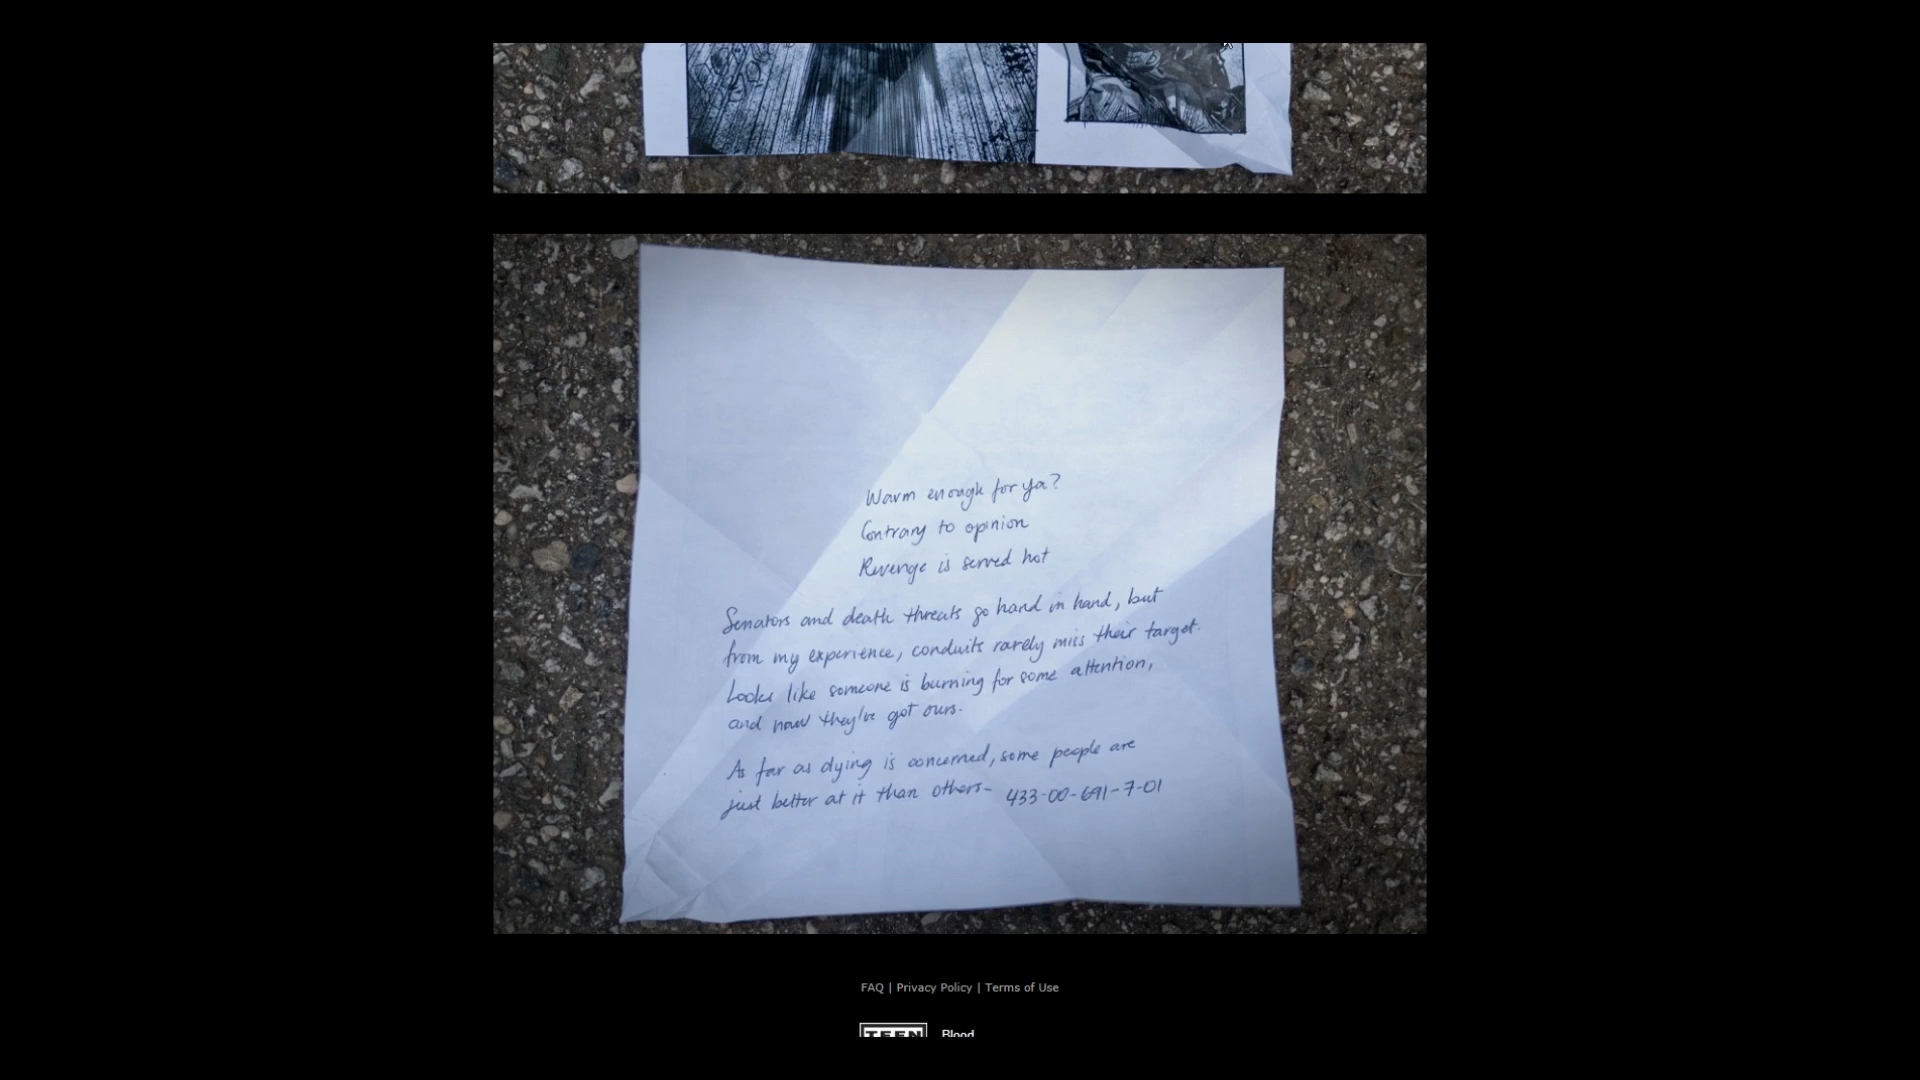 Warm enough for ya?
Contrary to opinion
Revenge is served hot
Senators and death threats go hand in hand, but
from my experience, conduits rarely miss their target.
Looks like someone is burning for some attention,
and now they've got ours.
As far as dying is concerned, some people are
just better at it than others- 433-00-691-7-01
FAQ | Privacy Policy | Terms of Use
TEEN Blood